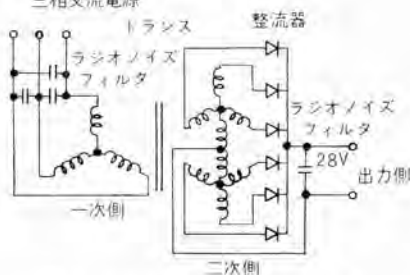 三相交流電源
トランス
整流器
ラジオノイズ
フィルタ
ラジオノイズ
フィルタ
28V
出力側
一次側
二次側